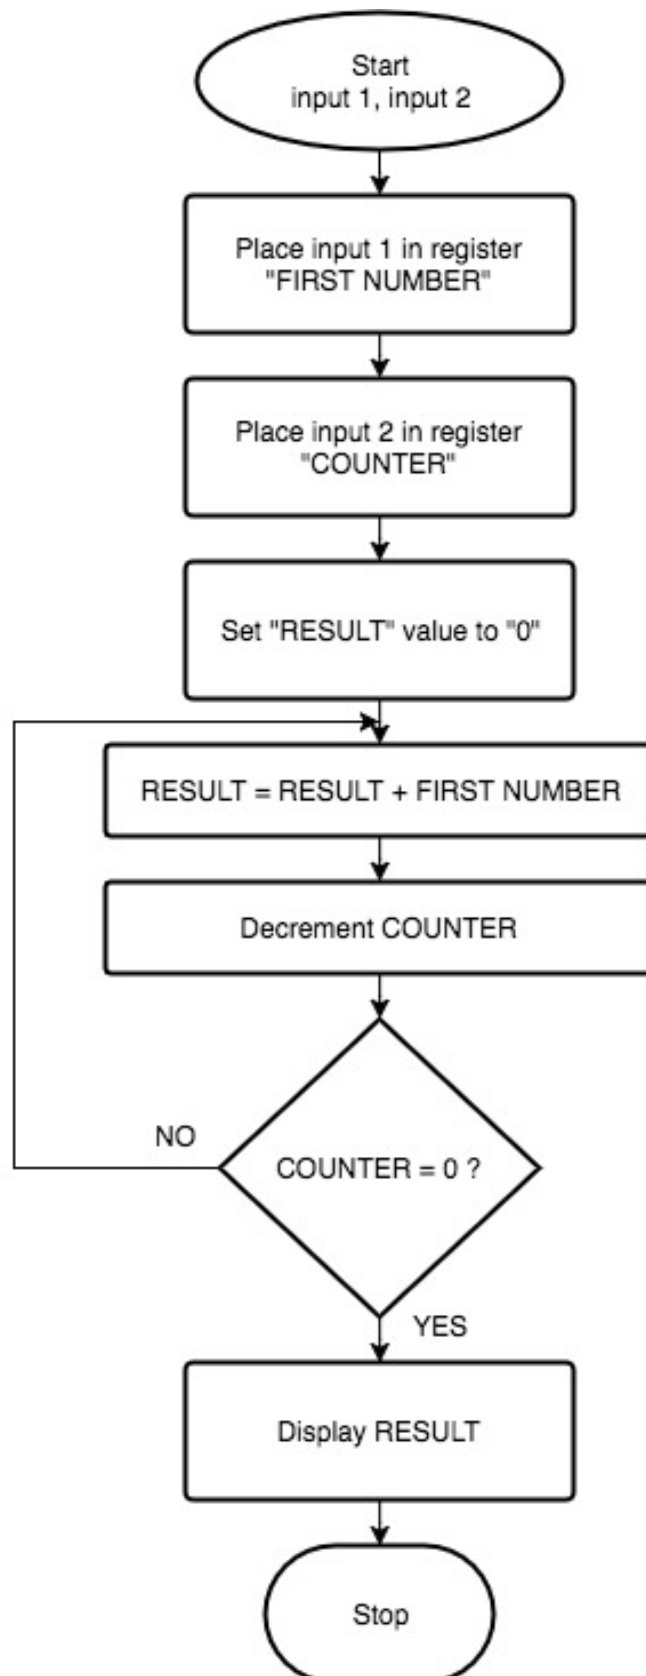 Start
input 1, input 2
Place input 1 in register
"FIRST NUMBER"
Place input 2 in register
"COUNTER"
Set "RESULT" value to "0"
RESULT = RESULT + FIRST NUMBER
Decrement COUNTER
NO
COUNTER = 0 ?
YES
Display RESULT
Stop